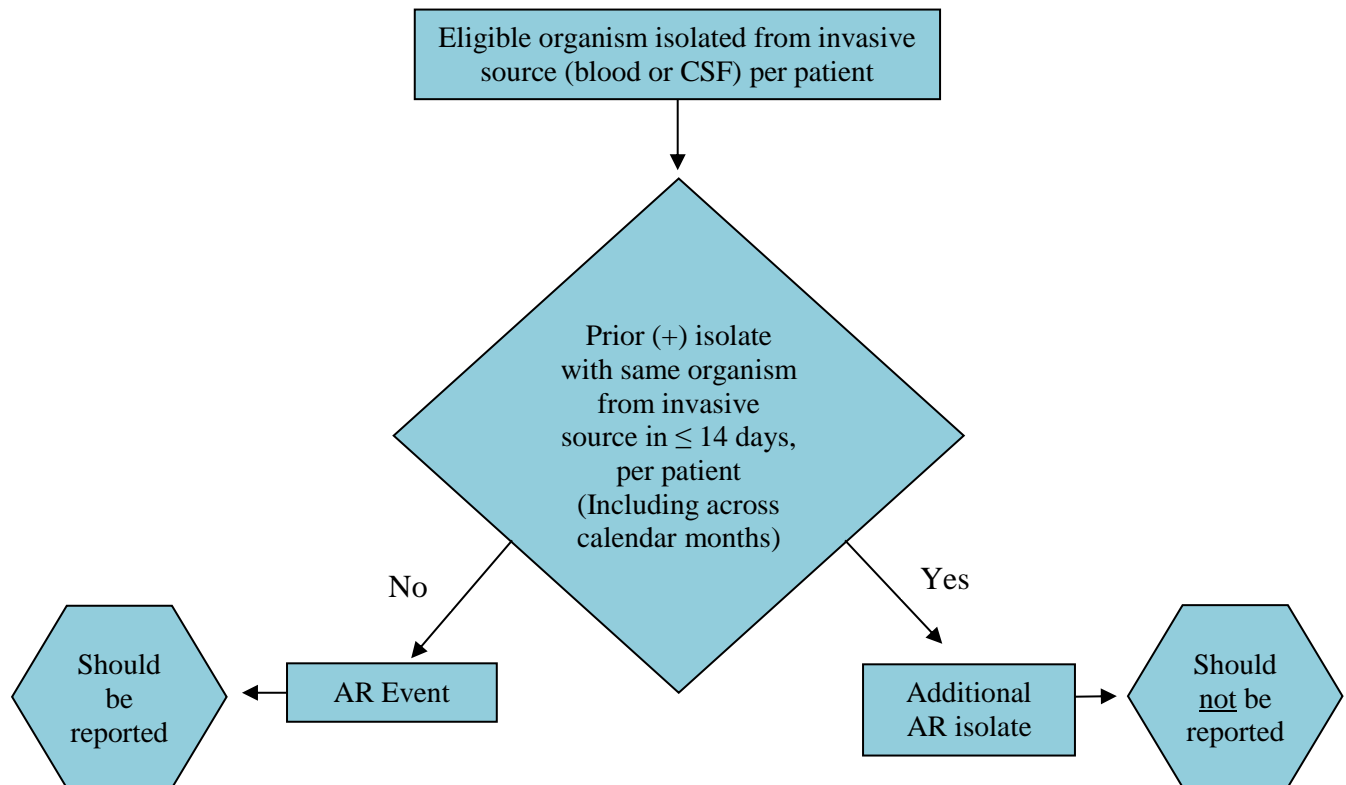 Eligible organism isolated from invasive
source (blood or CSF) per patient
Prior (+) isolate
with same organism
from invasive
source in ≤ 14 days,
per patient
(Including across
calendar months)
No
Yes
Should
be
reported
AR Event
Additional
AR isolate
Should
not be
reported